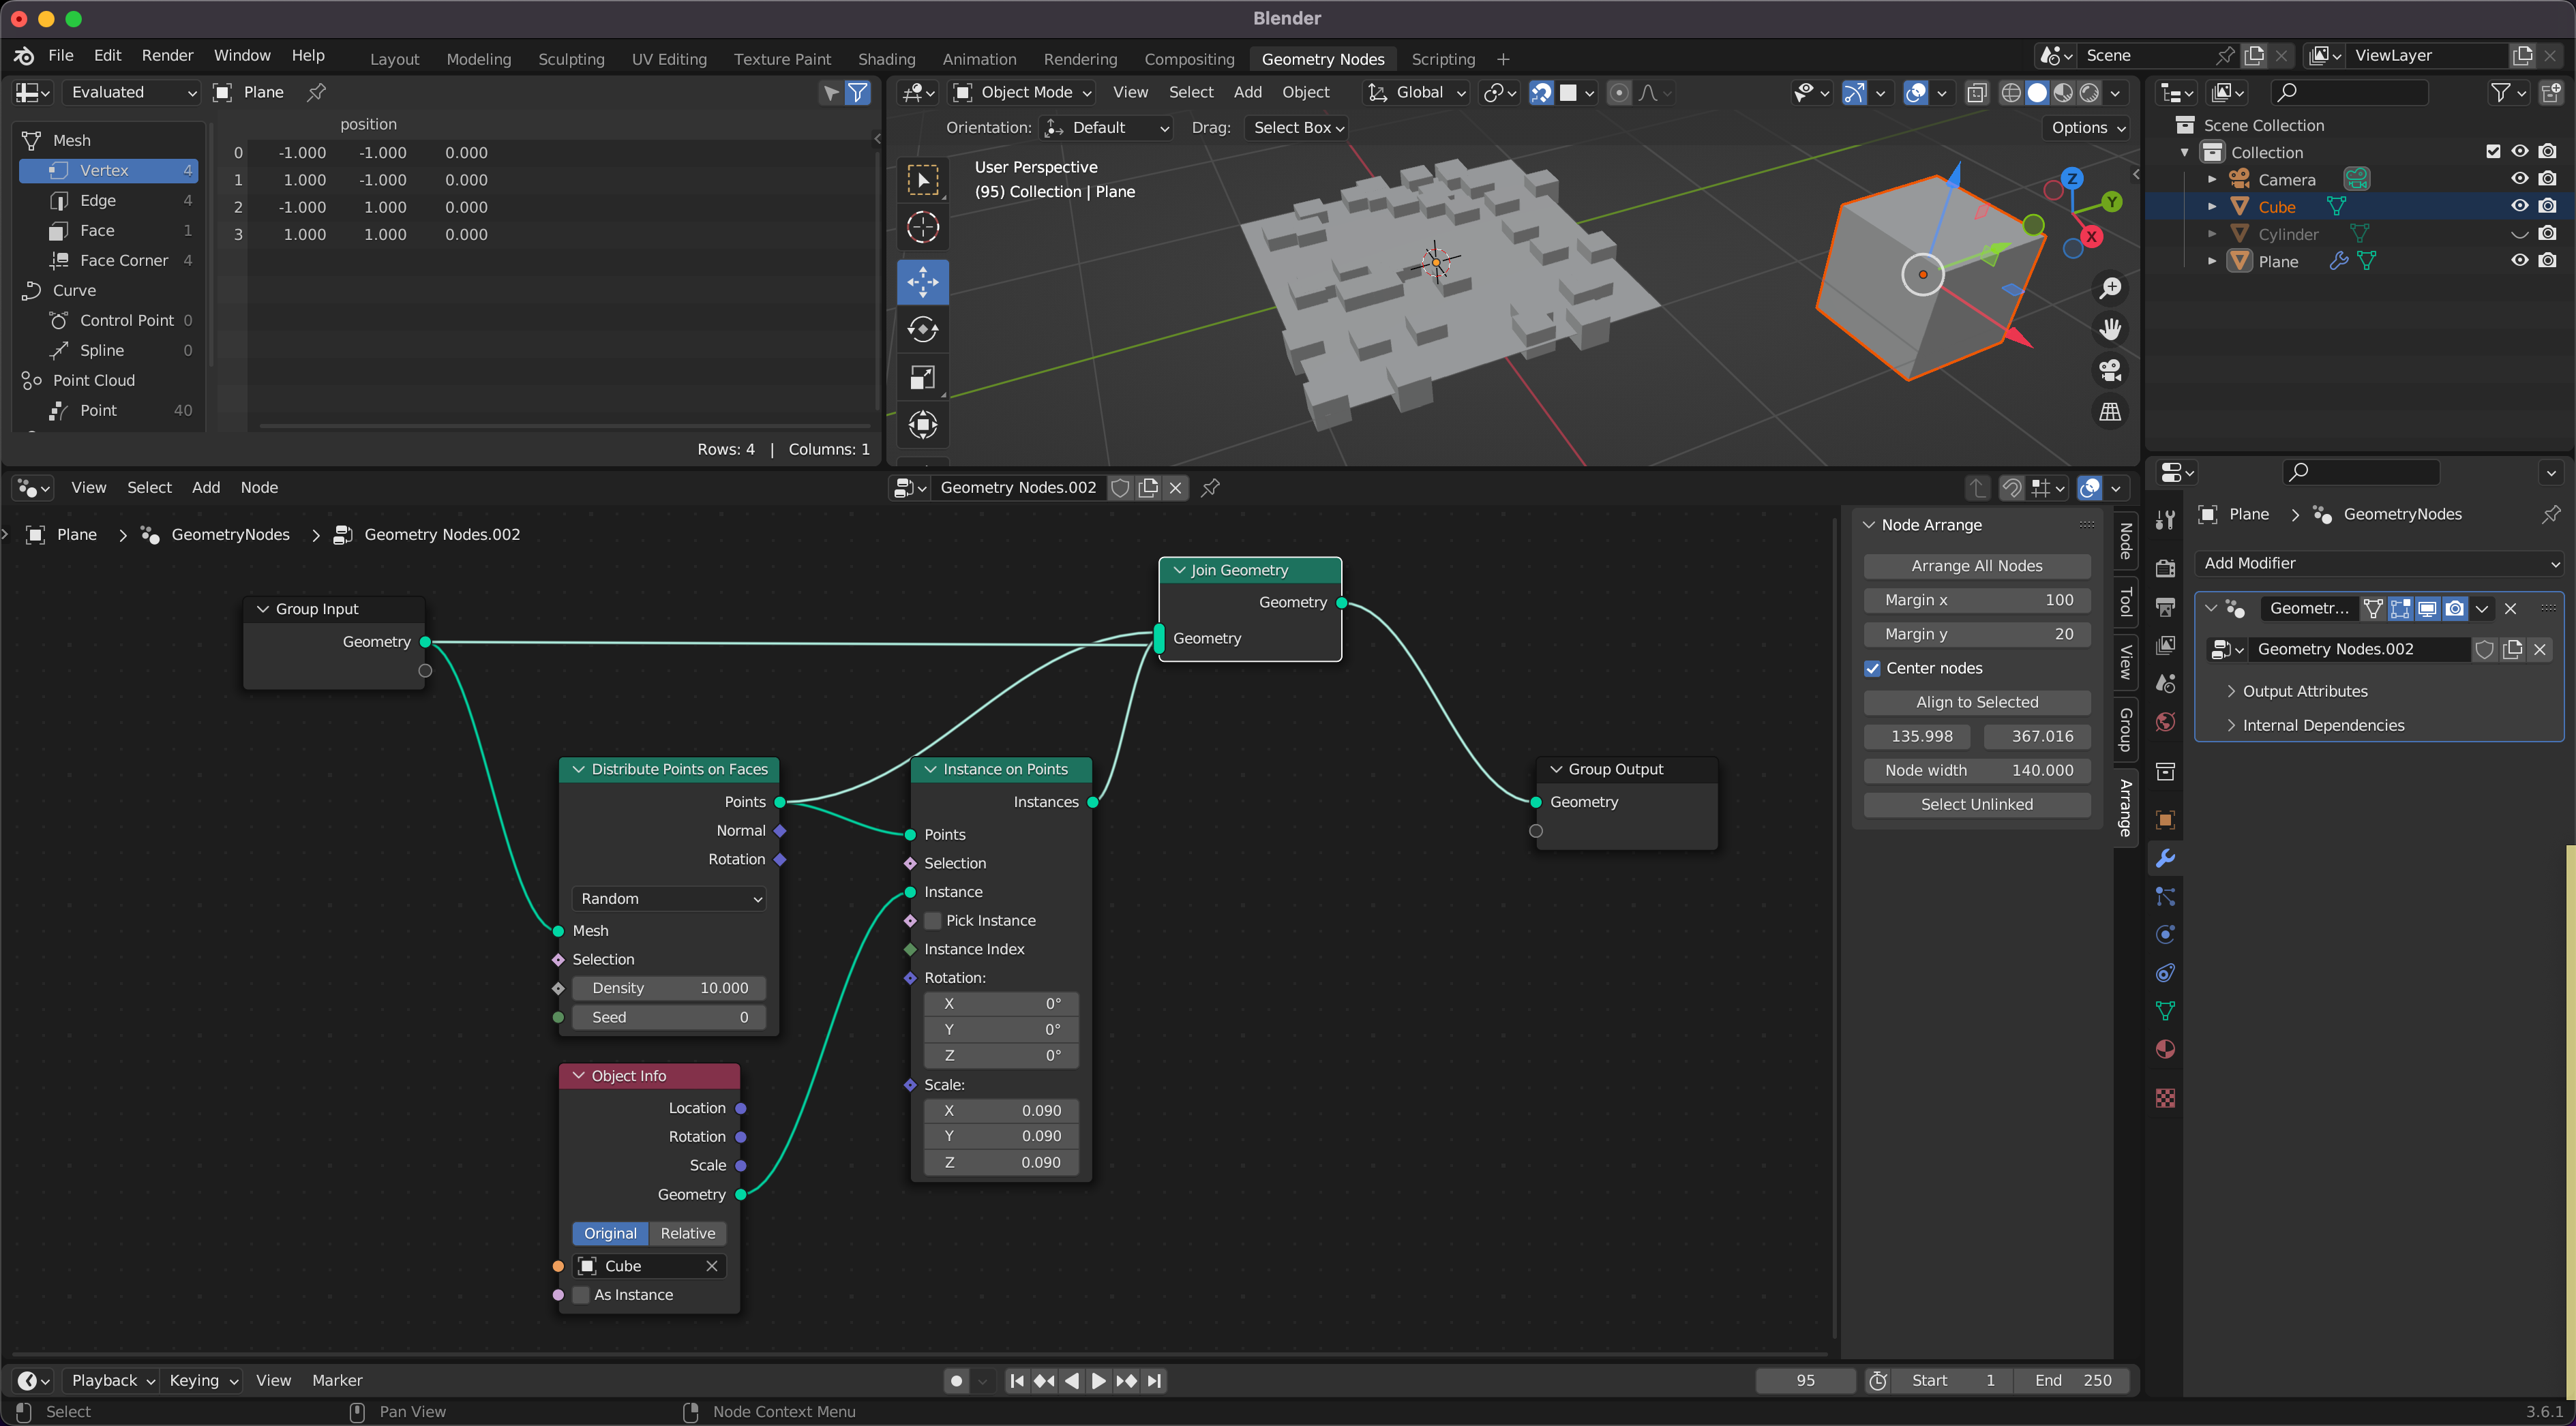 Blender
File Edit Render Window Help Layout Modeling Sculpting UV Editing Texture Paint Shading Animation Rendering Compositing Geometry Nodes Scripting + Scene ViewLayer
Evaluated Plane
position
Mesh
Vertex 4
Edge 4
Face 1
Face Corner 4
Curve
Control Point 0
Spline 0
Point Cloud
Point 40
0 -1.000 -1.000 0.000
1 1.000 -1.000 0.000
2 -1.000 1.000 0.000
3 1.000 1.000 0.000
Rows: 4 | Columns: 1
Object Mode View Select Add Object Global
Orientation: Default Drag: Select Box Options
User Perspective
(95) Collection | Plane
Z
Y
X
Scene Collection
Collection
Camera
Cube
Cylinder
Plane
View Select Add Node Geometry Nodes.002
Plane > GeometryNodes > Geometry Nodes.002
Group Input
Geometry
Join Geometry
Geometry
Geometry
Distribute Points on Faces
Points
Normal
Rotation
Random
Mesh
Selection
Density 10.000
Seed 0
Instance on Points
Instances
Points
Selection
Instance
Pick Instance
Instance Index
Rotation:
X 0°
Y 0°
Z 0°
Scale:
X 0.090
Y 0.090
Z 0.090
Group Output
Geometry
Object Info
Location
Rotation
Scale
Geometry
Original Relative
Cube
As Instance
Node Arrange
Arrange All Nodes
Margin x 100
Margin y 20
Center nodes
Align to Selected
135.998 367.016
Node width 140.000
Select Unlinked
Node
Tool
View
Group
Arrange
Plane > GeometryNodes
Add Modifier
Geometr...
Geometry Nodes.002
Output Attributes
Internal Dependencies
Playback Keying View Marker 95 Start 1 End 250
Select Pan View Node Context Menu 3.6.1